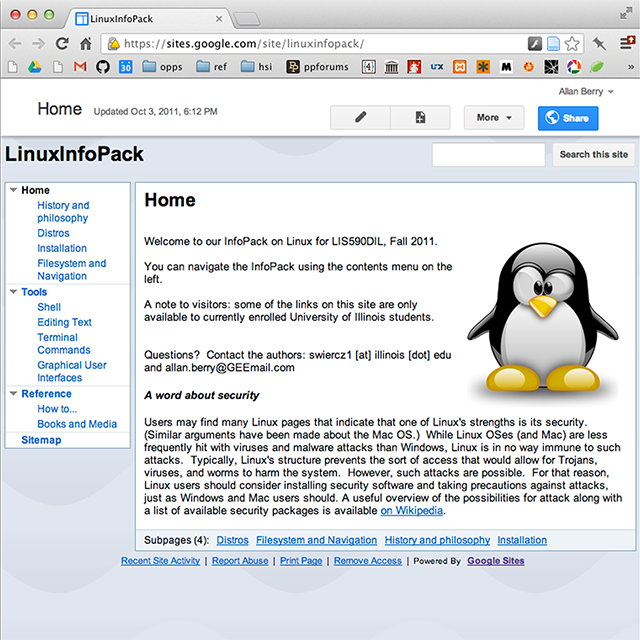 LinuxInfoPack
https://sites.google.com/site/linuxinfopack/
30 opps ref hsi ppforums {4} UX M »
Allan Berry
Home Updated Oct 3, 2011, 6:12 PM
More Share
LinuxInfoPack
Search this site
Home
History and
philosophy
Distros
Installation
Filesystem and
Navigation
Tools
Shell
Editing Text
Terminal
Commands
Graphical User
Interfaces
Reference
How to...
Books and Media
Sitemap
Home
Welcome to our InfoPack on Linux for LIS590DIL, Fall 2011.
You can navigate the InfoPack using the contents menu on the
left.
A note to visitors: some of the links on this site are only
available to currently enrolled University of Illinois students.
Questions?  Contact the authors: swiercz1 [at] illinois [dot] edu
and allan.berry@GEEmail.com
A word about security
Users may find many Linux pages that indicate that one of Linux's strengths is its security.
(Similar arguments have been made about the Mac OS.)  While Linux OSes (and Mac) are less
frequently hit with viruses and malware attacks than Windows, Linux is in no way immune to such
attacks.  Typically, Linux's structure prevents the sort of access that would allow for Trojans,
viruses, and worms to harm the system.  However, such attacks are possible.  For that reason,
Linux users should consider installing security software and taking precautions against attacks,
just as Windows and Mac users should. A useful overview of the possibilities for attack along with
a list of available security packages is available on Wikipedia.
Subpages (4): Distros Filesystem and Navigation History and philosophy Installation
Recent Site Activity | Report Abuse | Print Page | Remove Access | Powered By Google Sites